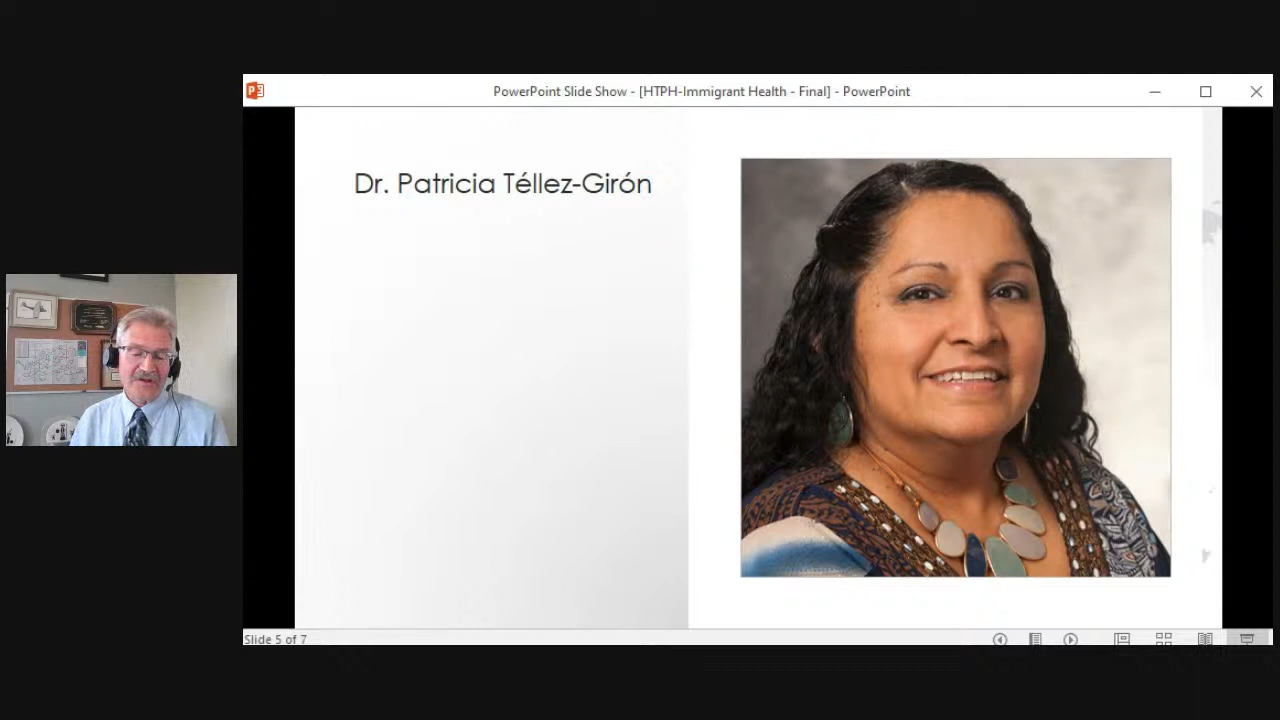 PowerPoint Slide Show - [HTPH-Immigrant Health - Final] - PowerPoint
Dr. Patricia Téllez-Girón
Slide 5 of 7